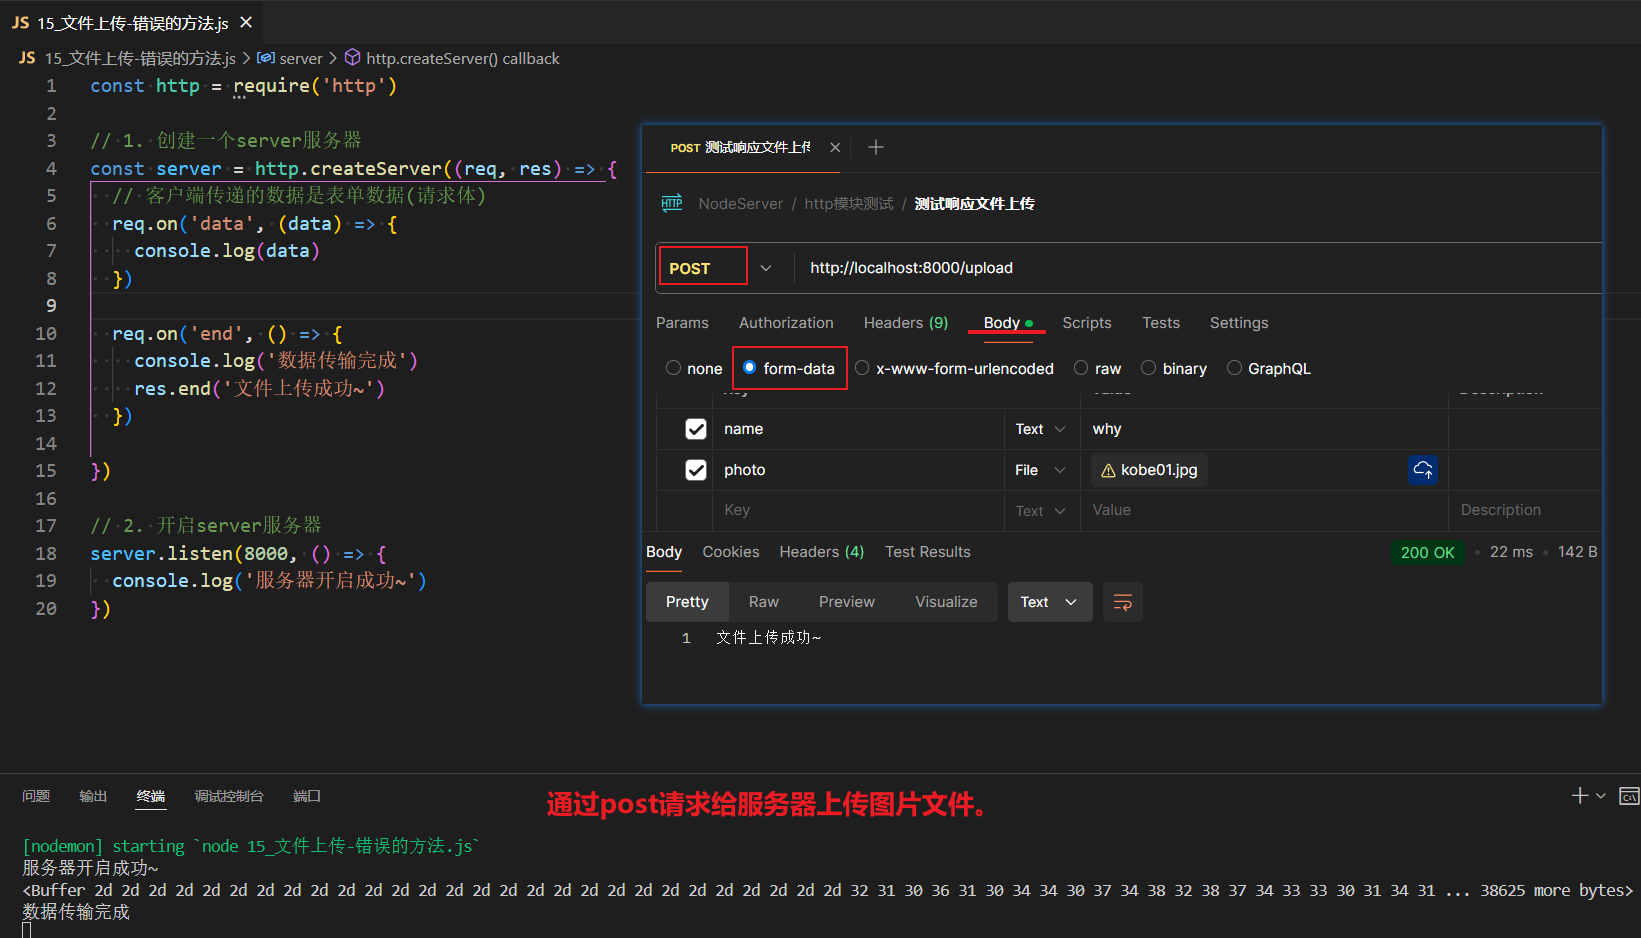 JS 15_文件上传-错误的方法.js ×
JS 15_文件上传-错误的方法.js > server > http.createServer() callback
1 const http = require('http')
2
3 // 1. 创建一个server服务器
4 const server = http.createServer((req, res) => {
5 // 客户端传递的数据是表单数据(请求体)
6 req.on('data', (data) => {
7 console.log(data)
8 })
9
10 req.on('end', () => {
11 console.log('数据传输完成')
12 res.end('文件上传成功~')
13 })
14
15 })
16
17 // 2. 开启server服务器
18 server.listen(8000, () => {
19 console.log('服务器开启成功~')
20 })
POST 测试响应文件上传 × +
HTTP NodeServer / http模块测试 / 测试响应文件上传
POST http://localhost:8000/upload
Params Authorization Headers (9) Body Scripts Tests Settings
none form-data x-www-form-urlencoded raw binary GraphQL
name Text why
photo File kobe01.jpg
Key Text Value Description
Body Cookies Headers (4) Test Results 200 OK • 22 ms • 142 B
Pretty Raw Preview Visualize Text
1 文件上传成功~
问题 输出 终端 调试控制台 端口
通过post请求给服务器上传图片文件。
[nodemon] starting `node 15_文件上传-错误的方法.js`
服务器开启成功~
<Buffer 2d 2d 2d 2d 2d 2d 2d 2d 2d 2d 2d 2d 2d 2d 2d 2d 2d 2d 2d 2d 2d 2d 2d 2d 2d 2d 2d 2d 32 31 30 36 31 30 34 34 30 37 34 38 32 38 37 34 33 33 30 31 34 31 ... 38625 more bytes>
数据传输完成